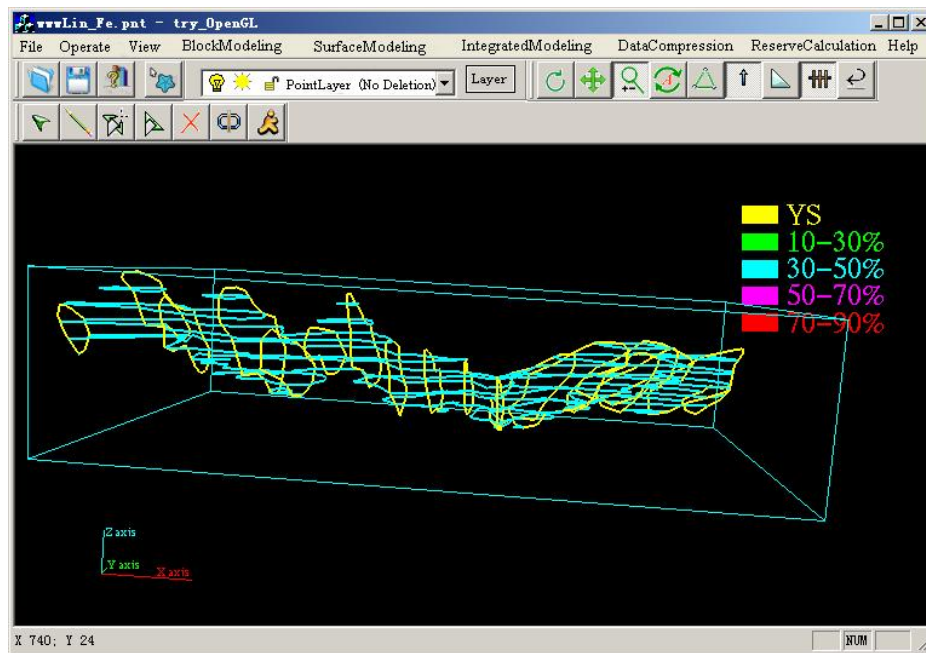 wwwLin_Fe.pnt - try_OpenGL
File Operate View BlockModeling SurfaceModeling IntegratedModeling DataCompression ReserveCalculation Help
PointLayer (No Deletion) Layer
YS
10-30%
30-50%
50-70%
70-90%
Z axis
Y axis X axis
X 740; Y 24 NUM